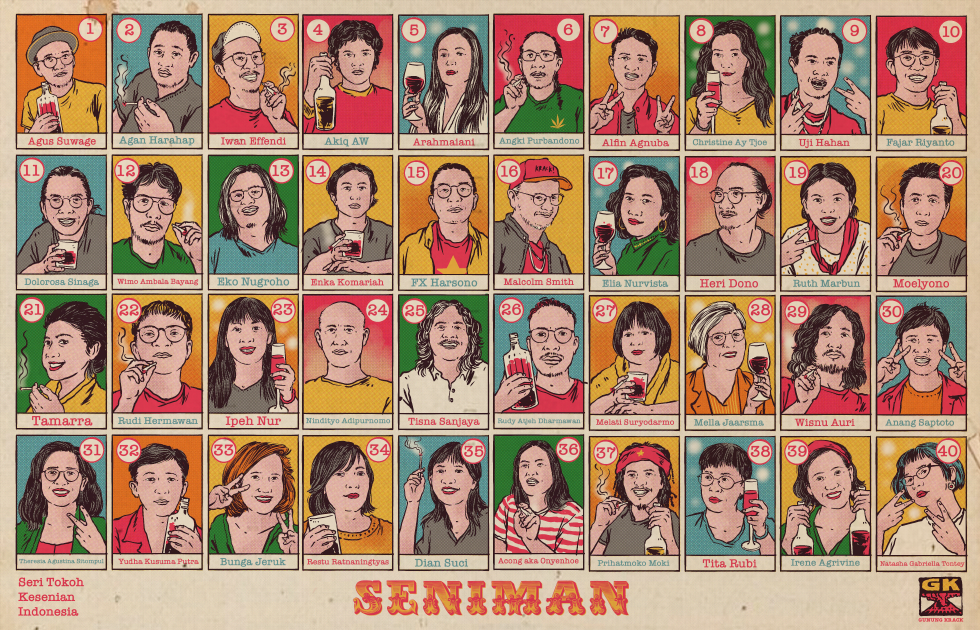 1
2
3
4
5
6
7
8
9
10
Agus Suwage
Agan Harahap
Iwan Effendi
Akiq AW
Arahmaiani
Angki Purbandono
Alfin Agnuba
Christine Ay Tjoe
Uji Hahan
Fajar Riyanto
11
12
13
14
15
16
17
18
19
20
Dolorosa Sinaga
Wimo Ambala Bayang
Eko Nugroho
Enka Komariah
FX Harsono
Malcolm Smith
Ella Nurvista
Heri Dono
Ruth Marbun
Moelyono
21
22
23
24
25
26
27
28
29
30
Tamarra
Rudi Hermawan
Ipeh Nur
Nindityo Adipurnomo
Tisna Sanjaya
Rudy Atjeh Dharmawan
Melati Suryodarmo
Mella Jaarsma
Wisnu Auri
Anang Saptoto
31
32
33
34
35
36
37
38
39
40
Theresia Agustina Sitompul
Yudha Kusuma Putra
Bunga Jeruk
Restu Ratnaningtyas
Dian Suci
Acong aka Onyenhoe
Prihatmoko Moki
Tita Rubi
Irene Agrivine
Natasha Gabriella Tontey
Seri Tokoh
Kesenian
Indonesia
SENIMAN
GK
GUNUNG KRACK